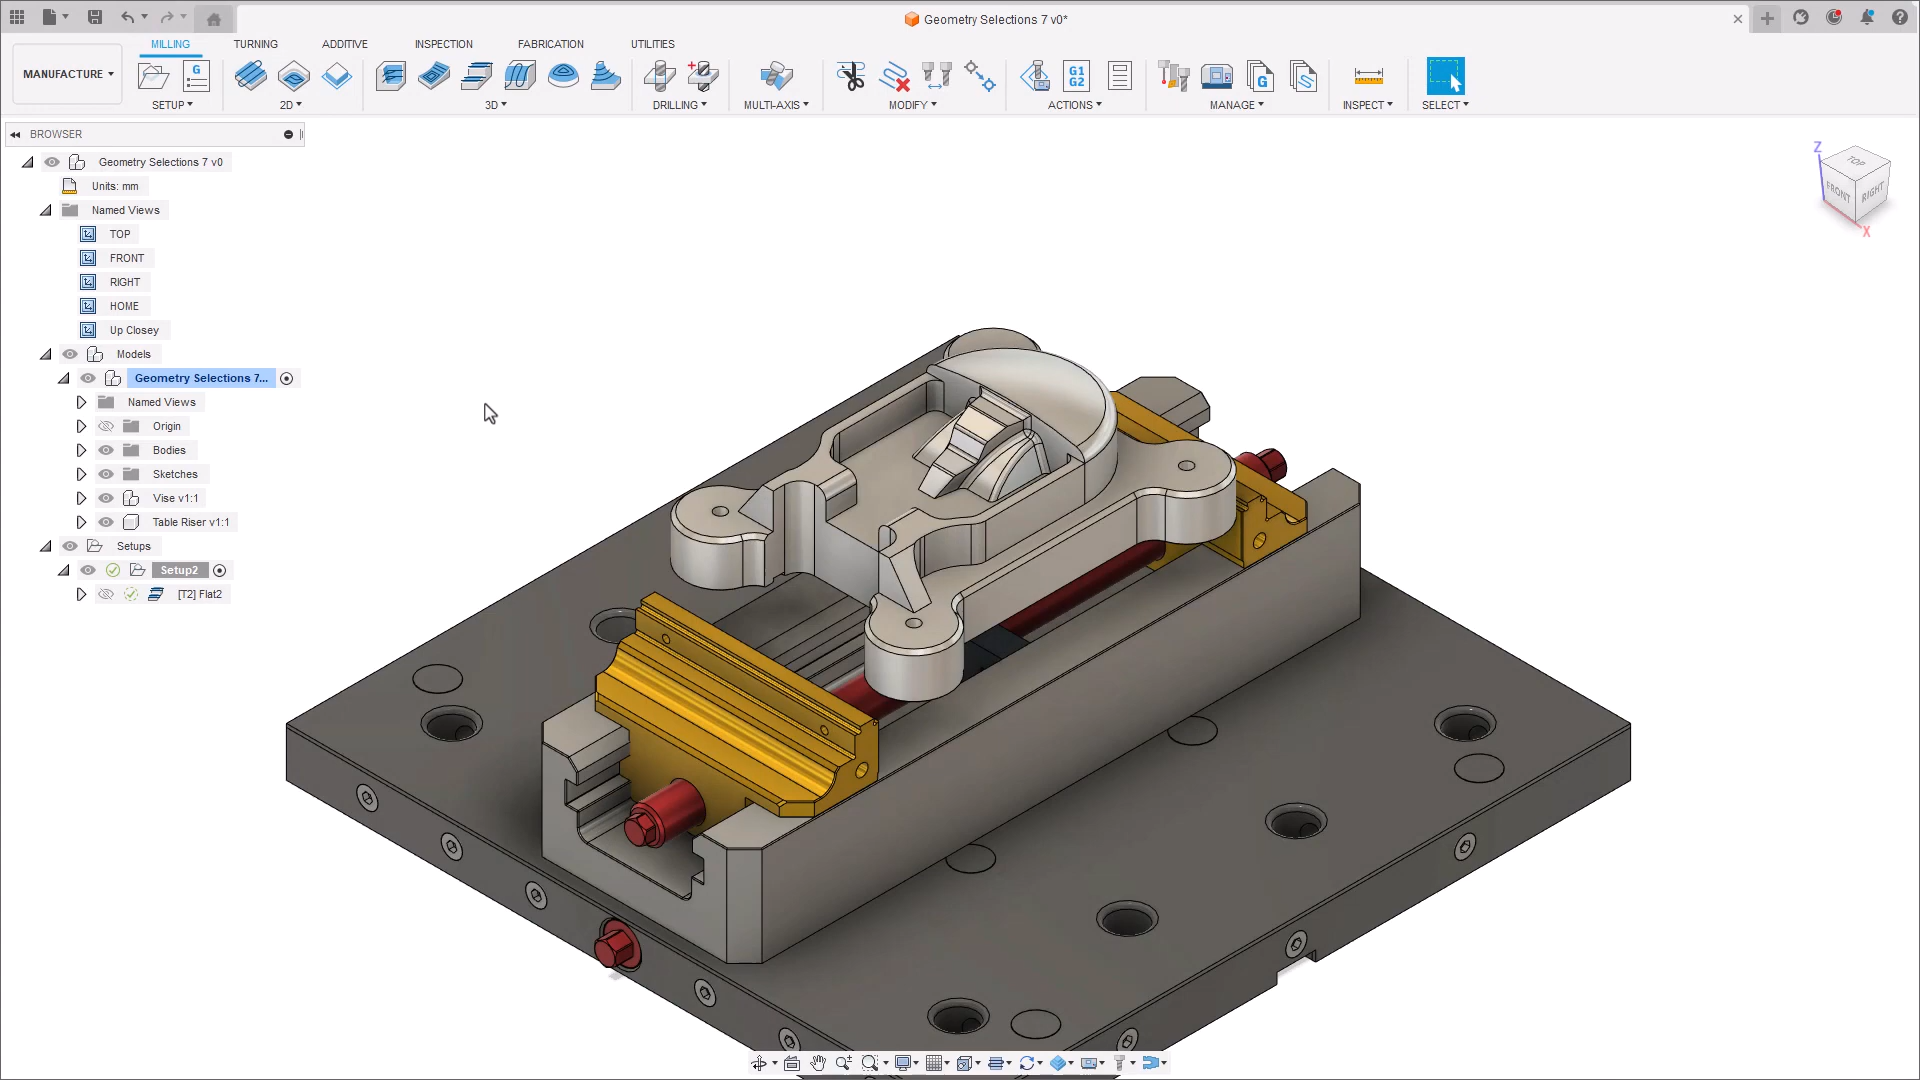 Geometry Selections 7 v0*
MANUFACTURE
MILLING
TURNING
ADDITIVE
INSPECTION
FABRICATION
UTILITIES
G
G1
G2
G
SETUP
2D
3D
DRILLING
MULTI-AXIS
MODIFY
ACTIONS
MANAGE
INSPECT
SELECT
BROWSER
Geometry Selections 7 v0
Units: mm
Named Views
TOP
FRONT
RIGHT
HOME
Up Closey
Models
Geometry Selections 7...
Named Views
Origin
Bodies
Sketches
Vise v1:1
Table Riser v1:1
Setups
Setup2
[T2] Flat2
Z
TOP
FRONT
RIGHT
X